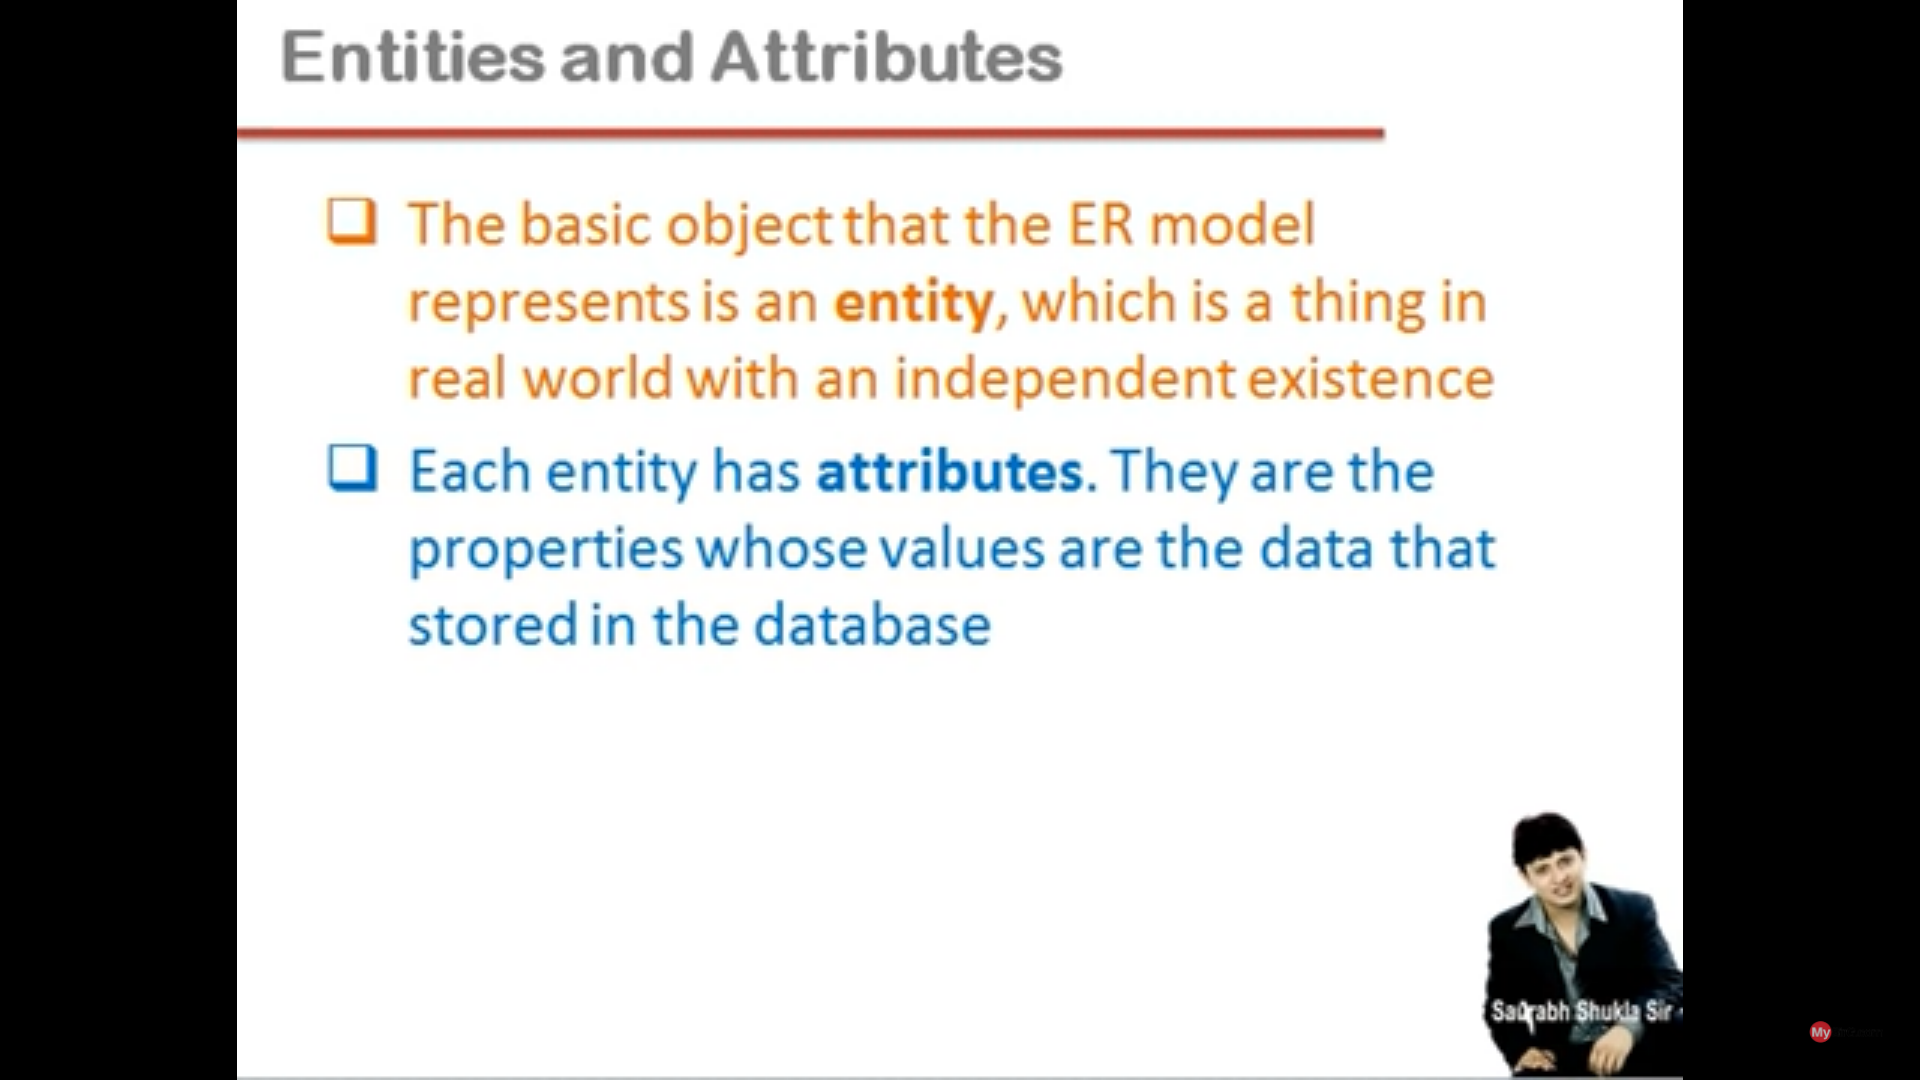 Entities and Attributes
The basic object that the ER model
represents is an entity, which is a thing in
real world with an independent existence
Each entity has attributes. They are the
properties whose values are the data that
stored in the database
Saurabh Shukla Sir
My